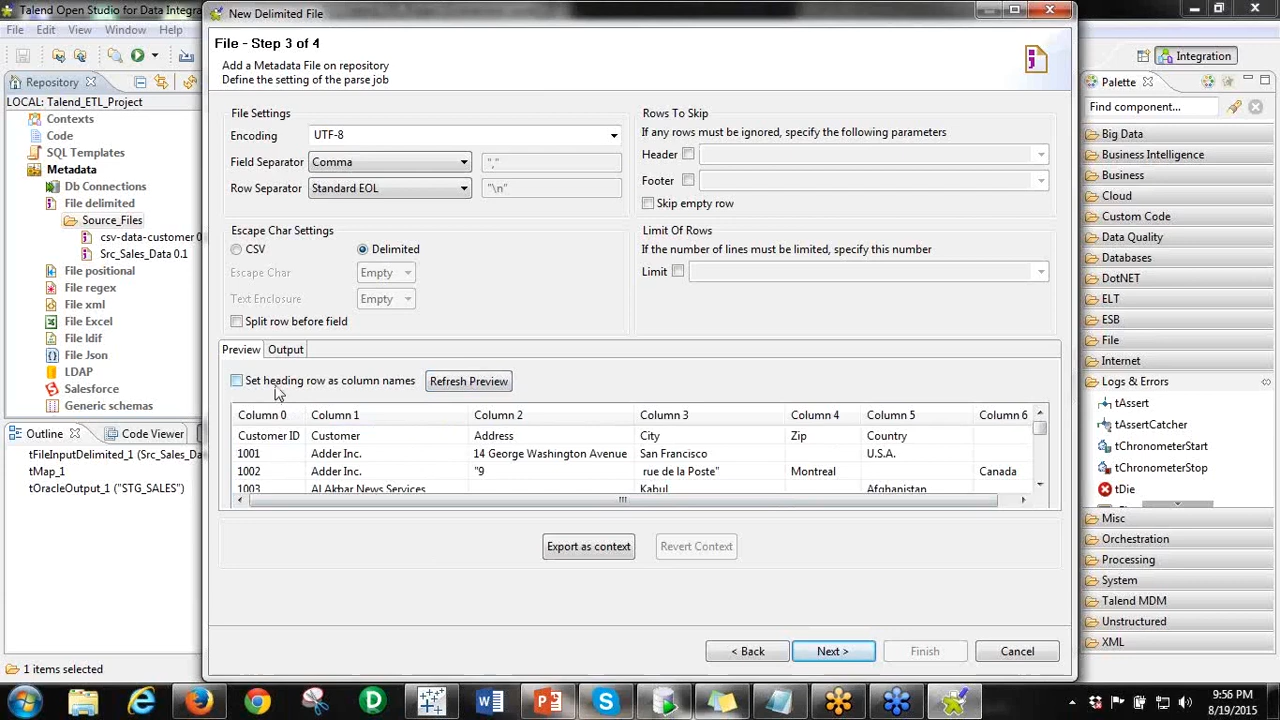 Talend Open Studio for Data Integr
New Delimited File
File Edit View Window Help
Integration
Repository
LOCAL: Talend_ETL_Project
Contexts
Code
SQL Templates
Metadata
Db Connections
File delimited
Source_Files
csv-data-customer 0
Src_Sales_Data 0.1
File positional
File regex
File xml
File Excel
File ldif
File Json
LDAP
Salesforce
Generic schemas
Outline
Code Viewer
tFileInputDelimited_1 (Src_Sales_Da
tMap_1
tOracleOutput_1 ("STG_SALES")
1 items selected
File - Step 3 of 4
Add a Metadata File on repository
Define the setting of the parse job
File Settings
Encoding UTF-8
Field Separator Comma ","
Row Separator Standard EOL "\n"
Rows To Skip
If any rows must be ignored, specify the following parameters
Header
Footer
Skip empty row
Escape Char Settings
CSV Delimited
Escape Char Empty
Text Enclosure Empty
Split row before field
Limit Of Rows
If the number of lines must be limited, specify this number
Limit
Preview Output
Set heading row as column names Refresh Preview
Column 0 Column 1 Column 2 Column 3 Column 4 Column 5 Column 6
Customer ID Customer Address City Zip Country
1001 Adder Inc. 14 George Washington Avenue San Francisco U.S.A.
1002 Adder Inc. "9 rue de la Poste" Montreal Canada
1003 Al Akbar News Services Kabul Afghanistan
Export as context Revert Context
< Back Next > Finish Cancel
Palette
Find component...
Big Data
Business Intelligence
Business
Cloud
Custom Code
Data Quality
Databases
DotNET
ELT
ESB
File
Internet
Logs & Errors
tAssert
tAssertCatcher
tChronometerStart
tChronometerStop
tDie
Misc
Orchestration
Processing
System
Talend MDM
Unstructured
XML
9:56 PM
8/19/2015